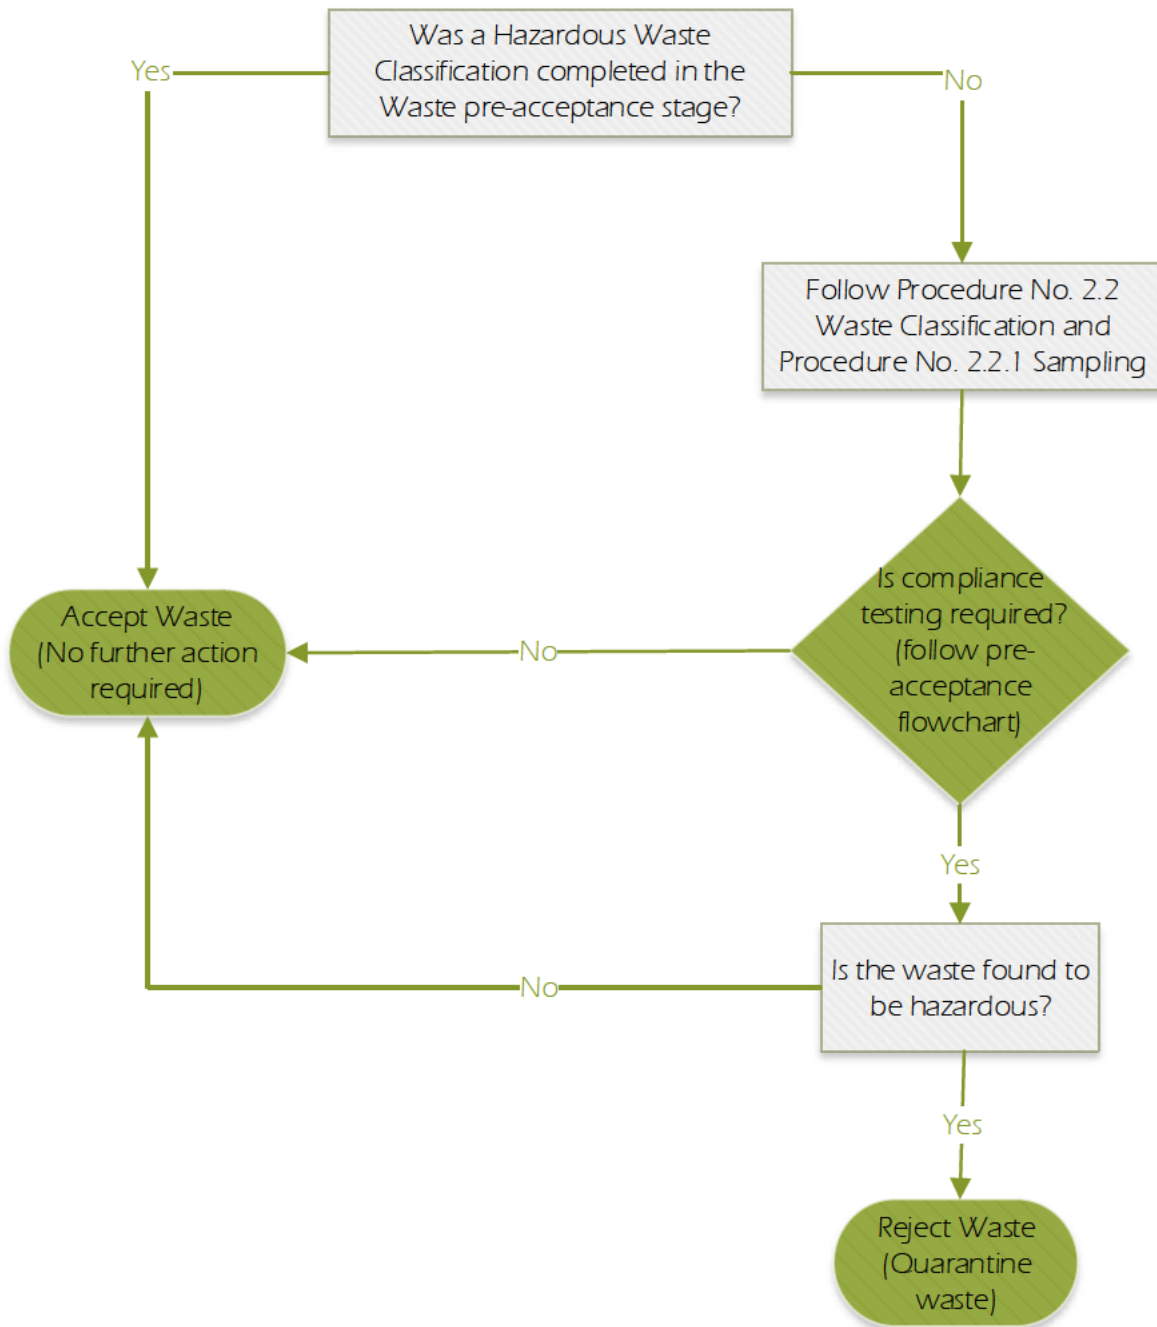 Was a Hazardous Waste
Classification completed in the
Waste pre-acceptance stage?
Yes
No
Follow Procedure No. 2.2
Waste Classification and
Procedure No. 2.2.1 Sampling
Is compliance
testing required?
(follow pre-
acceptance
flowchart)
Accept Waste
(No further action
required)
No
Yes
Is the waste found to
be hazardous?
No
Yes
Reject Waste
(Quarantine
waste)